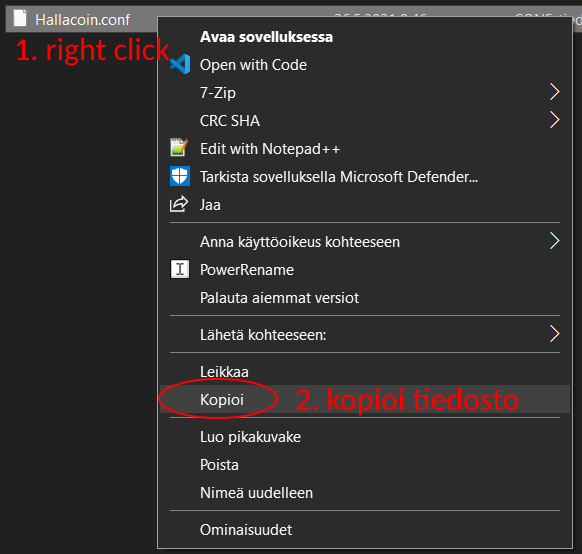 Hallacoin.conf
1. right click
Avaa sovelluksessa
Open with Code
7-Zip
CRC SHA
Edit with Notepad++
Tarkista sovelluksella Microsoft Defender...
Jaa
Anna käyttöoikeus kohteeseen
PowerRename
Palauta aiemmat versiot
Lähetä kohteeseen:
Leikkaa
Kopioi 2. kopioi tiedosto
Luo pikakuvake
Poista
Nimeä uudelleen
Ominaisuudet